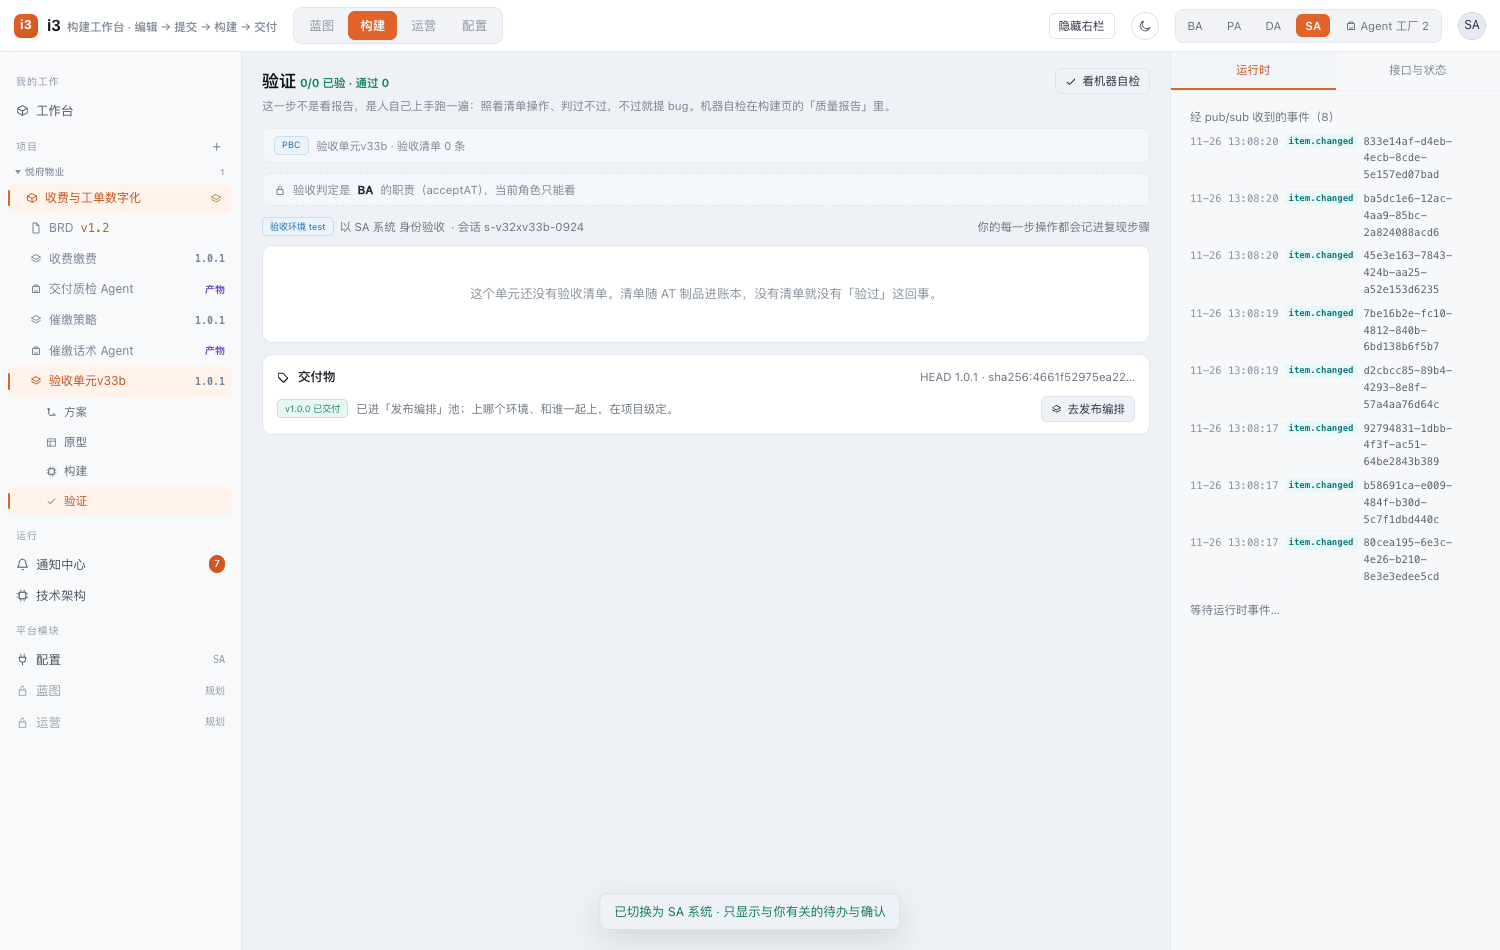 i3 i3 构建工作台 · 编辑 → 提交 → 构建 → 交付 蓝图 构建 运营 配置 隐藏右栏 BA PA DA SA Agent 工厂 2 SA
我的工作
工作台
项目 +
悦府物业 1
收费与工单数字化
BRD v1.2
收费缴费 1.0.1
交付质检 Agent 产物
催缴策略 1.0.1
催缴话术 Agent 产物
验收单元v33b 1.0.1
方案
原型
构建
验证
运行
通知中心 7
技术架构
平台模块
配置 SA
蓝图 规划
运营 规划
验证 0/0 已验 · 通过 0 看机器自检
这一步不是看报告，是人自己上手跑一遍：照着清单操作、判过不过，不过就提 bug。机器自检在构建页的「质量报告」里。
PBC 验收单元v33b · 验收清单 0 条
验收判定是 BA 的职责（acceptAT），当前角色只能看
验收环境 test 以 SA 系统 身份验收 · 会话 s-v32xv33b-0924 你的每一步操作都会记进复现步骤
这个单元还没有验收清单。清单随 AT 制品进账本，没有清单就没有「验过」这回事。
交付物 HEAD 1.0.1 · sha256:4661f52975ea22…
v1.0.0 已交付 已进「发布编排」池；上哪个环境、和谁一起上，在项目级定。 去发布编排
已切换为 SA 系统 · 只显示与你有关的待办与确认
运行时 接口与状态
经 pub/sub 收到的事件（8）
11-26 13:08:20 item.changed 833e14af-d4eb-
4ecb-8cde-
5e157ed07bad
11-26 13:08:20 item.changed ba5dc1e6-12ac-
4aa9-85bc-
2a824088acd6
11-26 13:08:20 item.changed 45e3e163-7843-
424b-aa25-
a52e153d6235
11-26 13:08:19 item.changed 7be16b2e-fc10-
4812-840b-
6bd138b6f5b7
11-26 13:08:19 item.changed d2cbcc85-89b4-
4293-8e8f-
57a4aa76d64c
11-26 13:08:17 item.changed 92794831-1dbb-
4f3f-ac51-
64be2843b389
11-26 13:08:17 item.changed b58691ca-e009-
484f-b30d-
5c7f1dbd440c
11-26 13:08:17 item.changed 80cea195-6e3c-
4e26-b210-
8e3e3edee5cd
等待运行时事件…